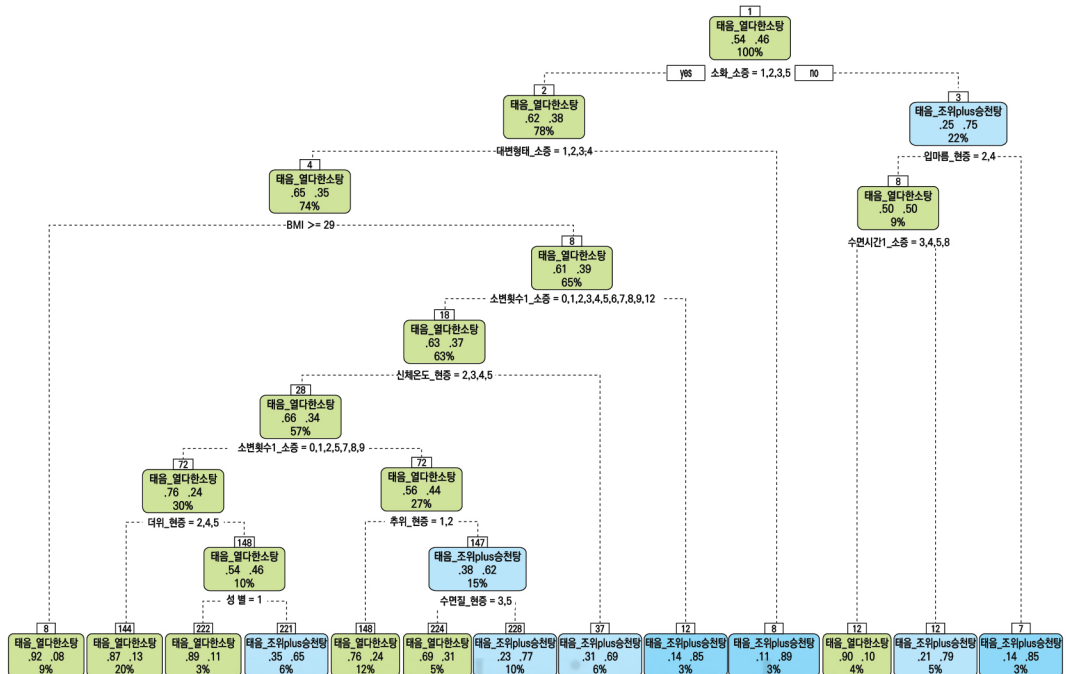 1
태음_열다한소탕
.54 .46
100%
yes 소화_소증 = 1,2,3,5 no
2
태음_열다한소탕
.62 .38
78%
3
태음_조위plus승천탕
.25 .75
22%
대변형태_소증 = 1,2,3,4
입마름_현증 = 2,4
4
태음_열다한소탕
.65 .35
74%
8
태음_열다한소탕
.50 .50
9%
BMI >= 29
수면시간1_소증 = 3,4,5,8
8
태음_열다한소탕
.61 .39
65%
소변횟수1_소증 = 0,1,2,3,4,5,6,7,8,9,12
18
태음_열다한소탕
.63 .37
63%
신체온도_현증 = 2,3,4,5
28
태음_열다한소탕
.66 .34
57%
소변횟수1_소증 = 0,1,2,5,7,8,9
72
태음_열다한소탕
.76 .24
30%
72
태음_열다한소탕
.56 .44
27%
더위_현증 = 2,4,5
추위_현증 = 1,2
148
태음_열다한소탕
.54 .46
10%
147
태음_조위plus승천탕
.38 .62
15%
성 별 = 1
수면질_현증 = 3,5
8
태음_열다한소탕
.92 .08
9%
144
태음_열다한소탕
.87 .13
20%
222
태음_열다한소탕
.89 .11
3%
221
태음_조위plus승천탕
.35 .65
6%
148
태음_열다한소탕
.76 .24
12%
224
태음_열다한소탕
.69 .31
5%
228
태음_조위plus승천탕
.23 .77
10%
37
태음_조위plus승천탕
.31 .69
6%
12
태음_조위plus승천탕
.14 .85
3%
8
태음_조위plus승천탕
.11 .89
3%
12
태음_열다한소탕
.90 .10
4%
12
태음_조위plus승천탕
.21 .79
5%
7
태음_조위plus승천탕
.14 .85
3%